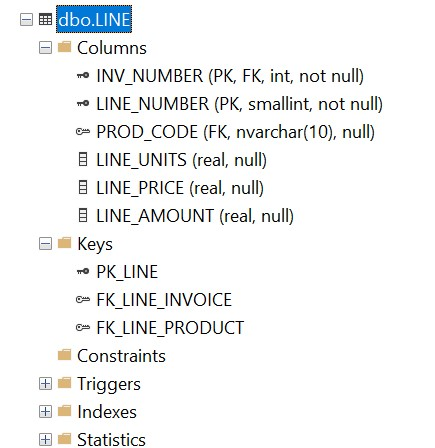 dbo.LINE
Columns
INV_NUMBER (PK, FK, int, not null)
LINE_NUMBER (PK, smallint, not null)
PROD_CODE (FK, nvarchar(10), null)
LINE_UNITS (real, null)
LINE_PRICE (real, null)
LINE_AMOUNT (real, null)
Keys
PK_LINE
FK_LINE_INVOICE
FK_LINE_PRODUCT
Constraints
Triggers
Indexes
Statistics